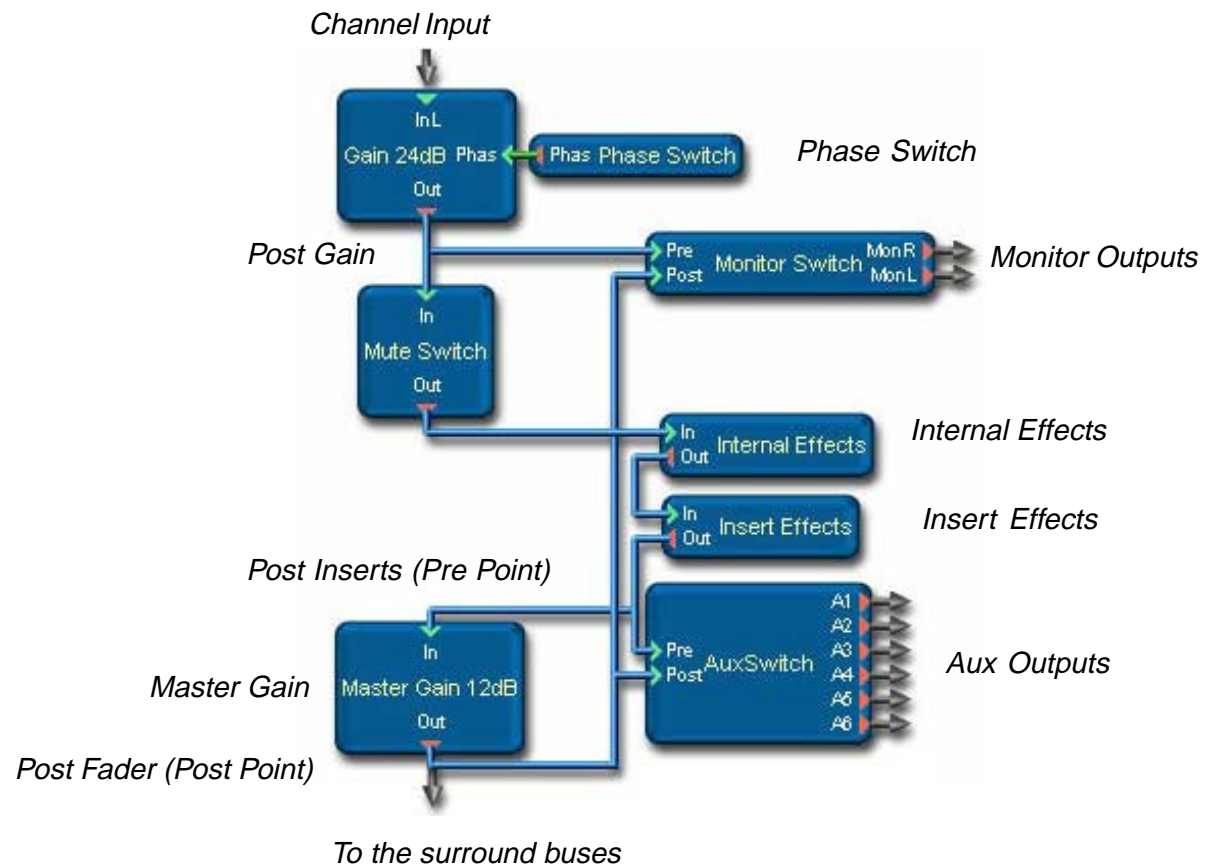 Channel Input
In L
Gain 24dB Phas
Phas Phase Switch
Phase Switch
Out
Post Gain
Pre
Post
Monitor Switch
Mon R
Mon L
Monitor Outputs
In
Mute Switch
Out
In
Out
Internal Effects
Internal Effects
In
Out
Insert Effects
Insert Effects
Post Inserts (Pre Point)
In
Master Gain
Master Gain 12dB
Out
Pre
Post
AuxSwitch
A1
A2
A3
A4
A5
A6
Aux Outputs
Post Fader (Post Point)
To the surround buses